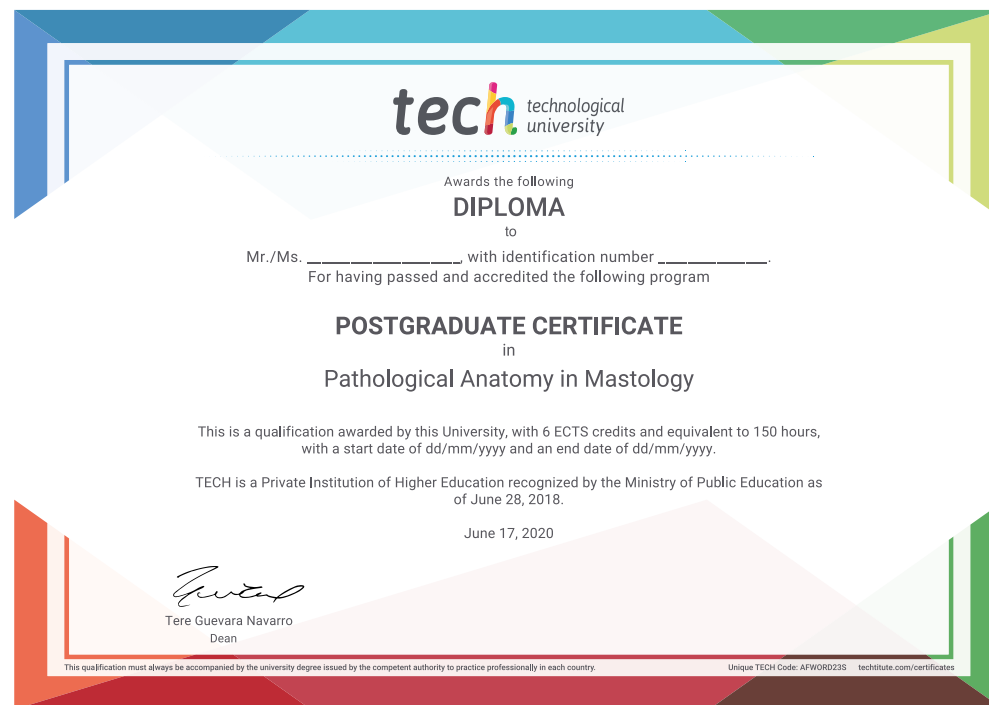 tech technological
university
Awards the following
DIPLOMA
to
Mr./Ms. ____________________, with identification number ______________.
For having passed and accredited the following program
POSTGRADUATE CERTIFICATE
in
Pathological Anatomy in Mastology
This is a qualification awarded by this University, with 6 ECTS credits and equivalent to 150 hours,
with a start date of dd/mm/yyyy and an end date of dd/mm/yyyy.
TECH is a Private Institution of Higher Education recognized by the Ministry of Public Education as
of June 28, 2018.
June 17, 2020
Tere Guevara Navarro
Dean
This qualification must always be accompanied by the university degree issued by the competent authority to practice professionally in each country.
Unique TECH Code: AFWORD23S techtitute.com/certificates